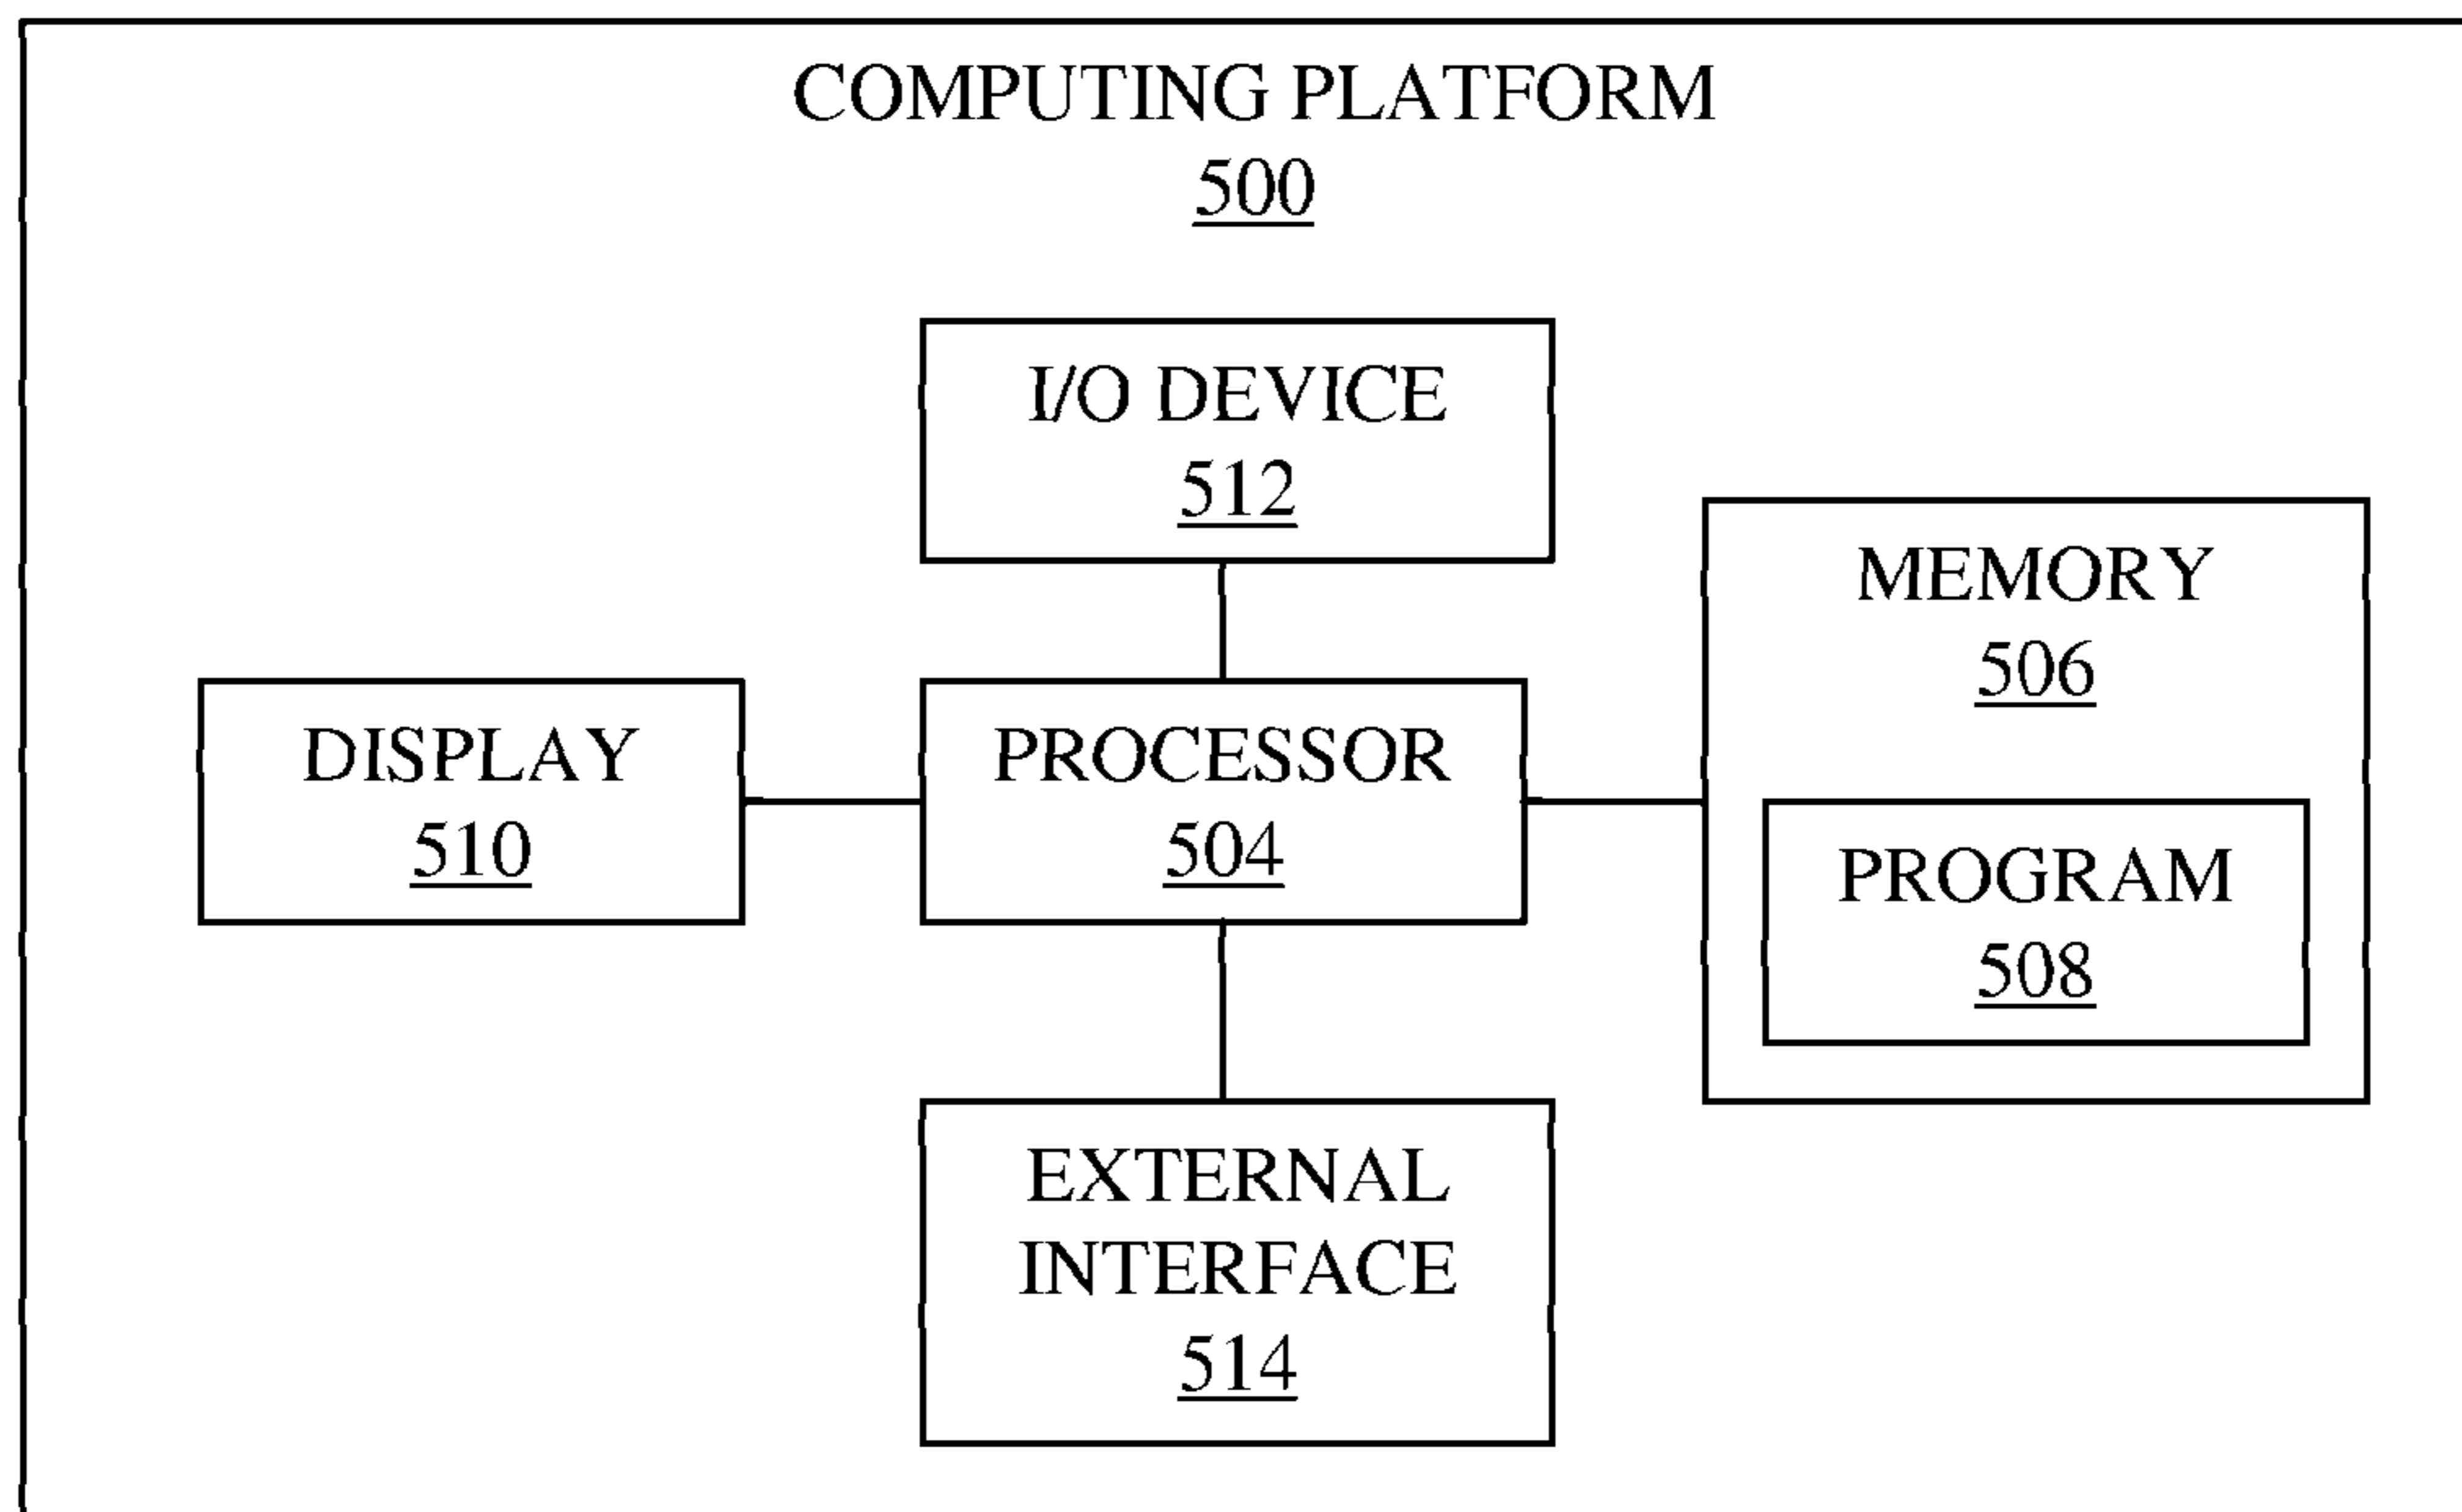 COMPUTING PLATFORM
500
I/O DEVICE
512
MEMORY
506
DISPLAY
510
PROCESSOR
504
PROGRAM
508
EXTERNAL
INTERFACE
514